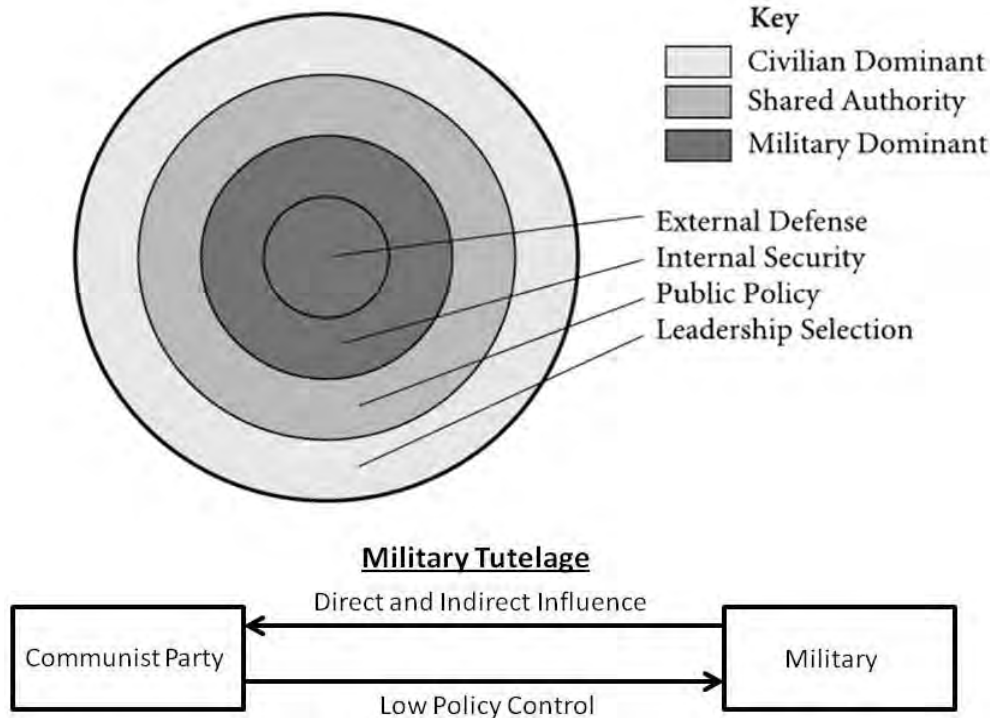 Key
Civilian Dominant
Shared Authority
Military Dominant
External Defense
Internal Security
Public Policy
Leadership Selection
Military Tutelage
Direct and Indirect Influence
Communist Party
Military
Low Policy Control